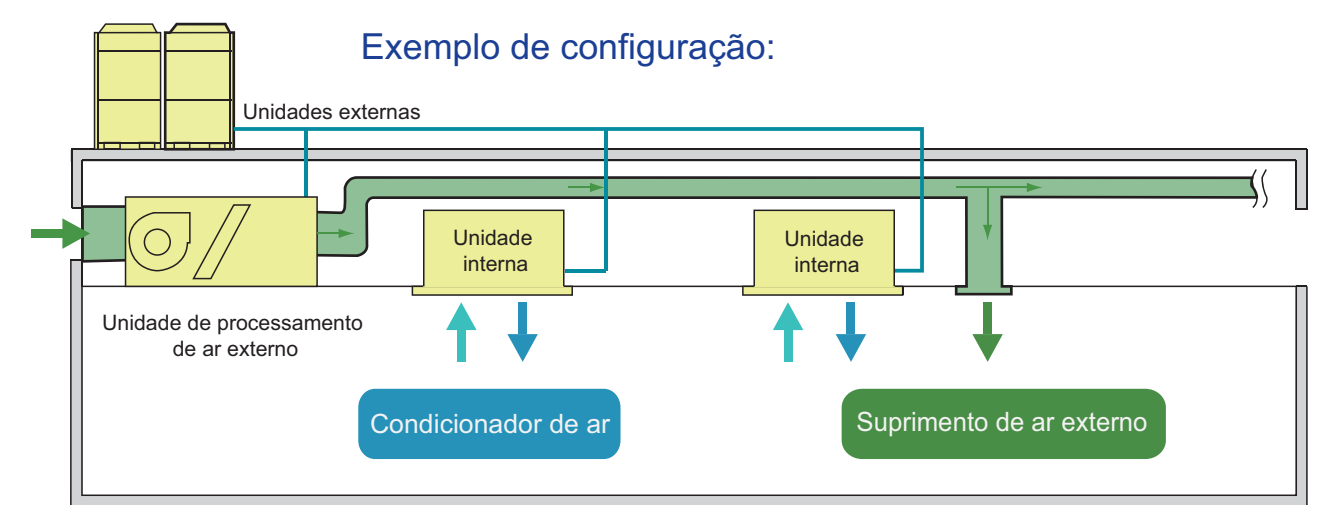 Exemplo de configuração:
Unidades externas
Unidade
interna
Unidade
interna
Unidade de processamento
de ar externo
Condicionador de ar
Suprimento de ar externo